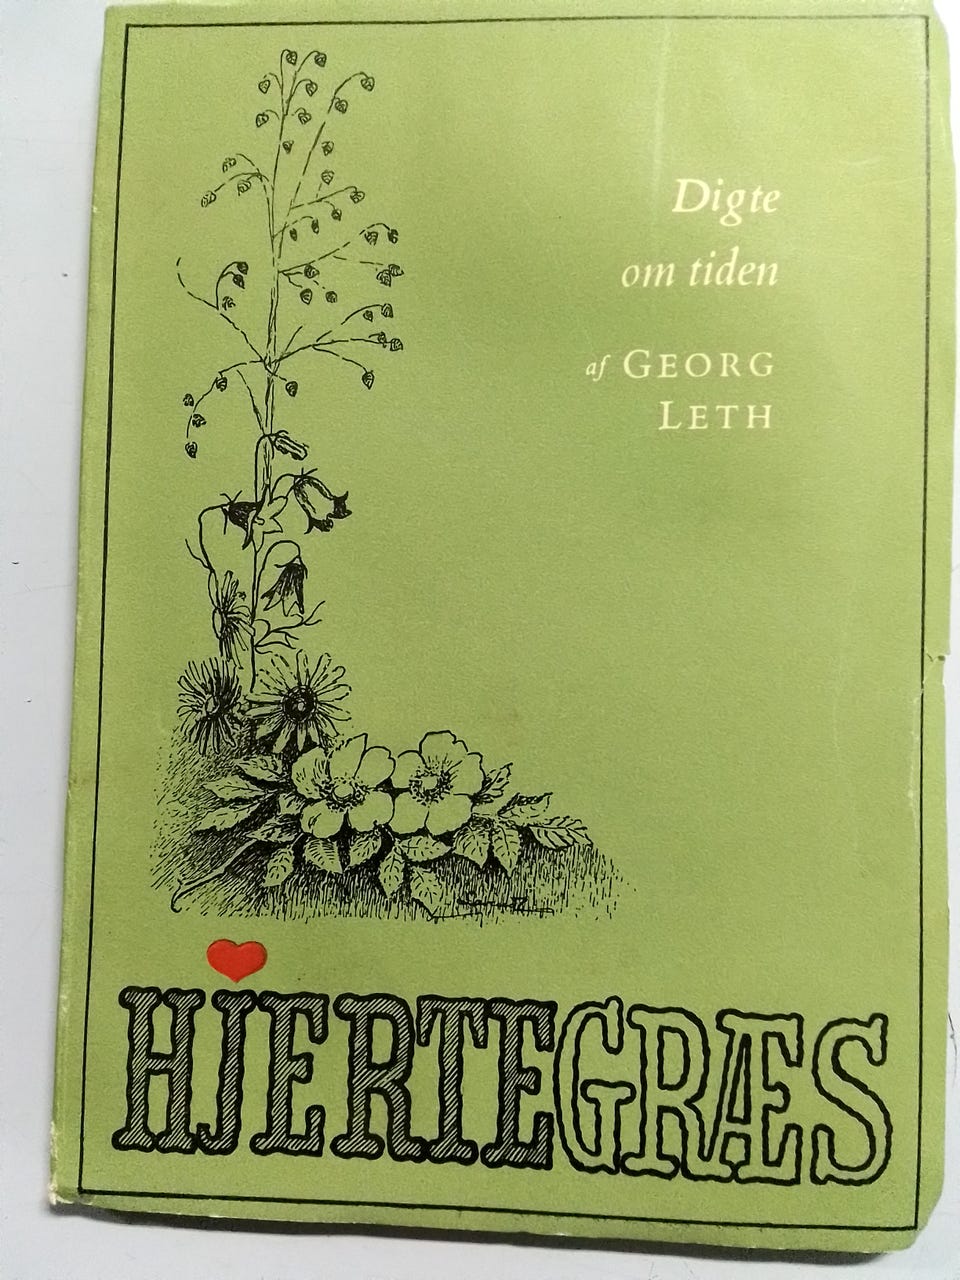 Digte
om tiden
af GEORG
LETH
HJERTEGRÆS